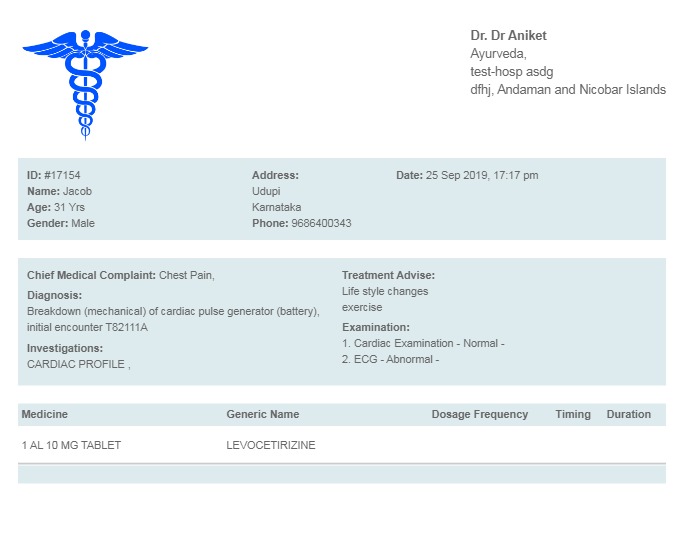 Dr. Dr Aniket
Ayurveda,
test-hosp asdg
dfhj, Andaman and Nicobar Islands
ID: #17154
Name: Jacob
Age: 31 Yrs
Gender: Male
Address:
Udupi
Karnataka
Phone: 9686400343
Date: 25 Sep 2019, 17:17 pm
Chief Medical Complaint: Chest Pain,
Diagnosis:
Breakdown (mechanical) of cardiac pulse generator (battery),
initial encounter T82111A
Investigations:
CARDIAC PROFILE ,
Treatment Advise:
Life style changes
exercise
Examination:
1. Cardiac Examination - Normal -
2. ECG - Abnormal -
Medicine Generic Name Dosage Frequency Timing Duration
1 AL 10 MG TABLET LEVOCETIRIZINE